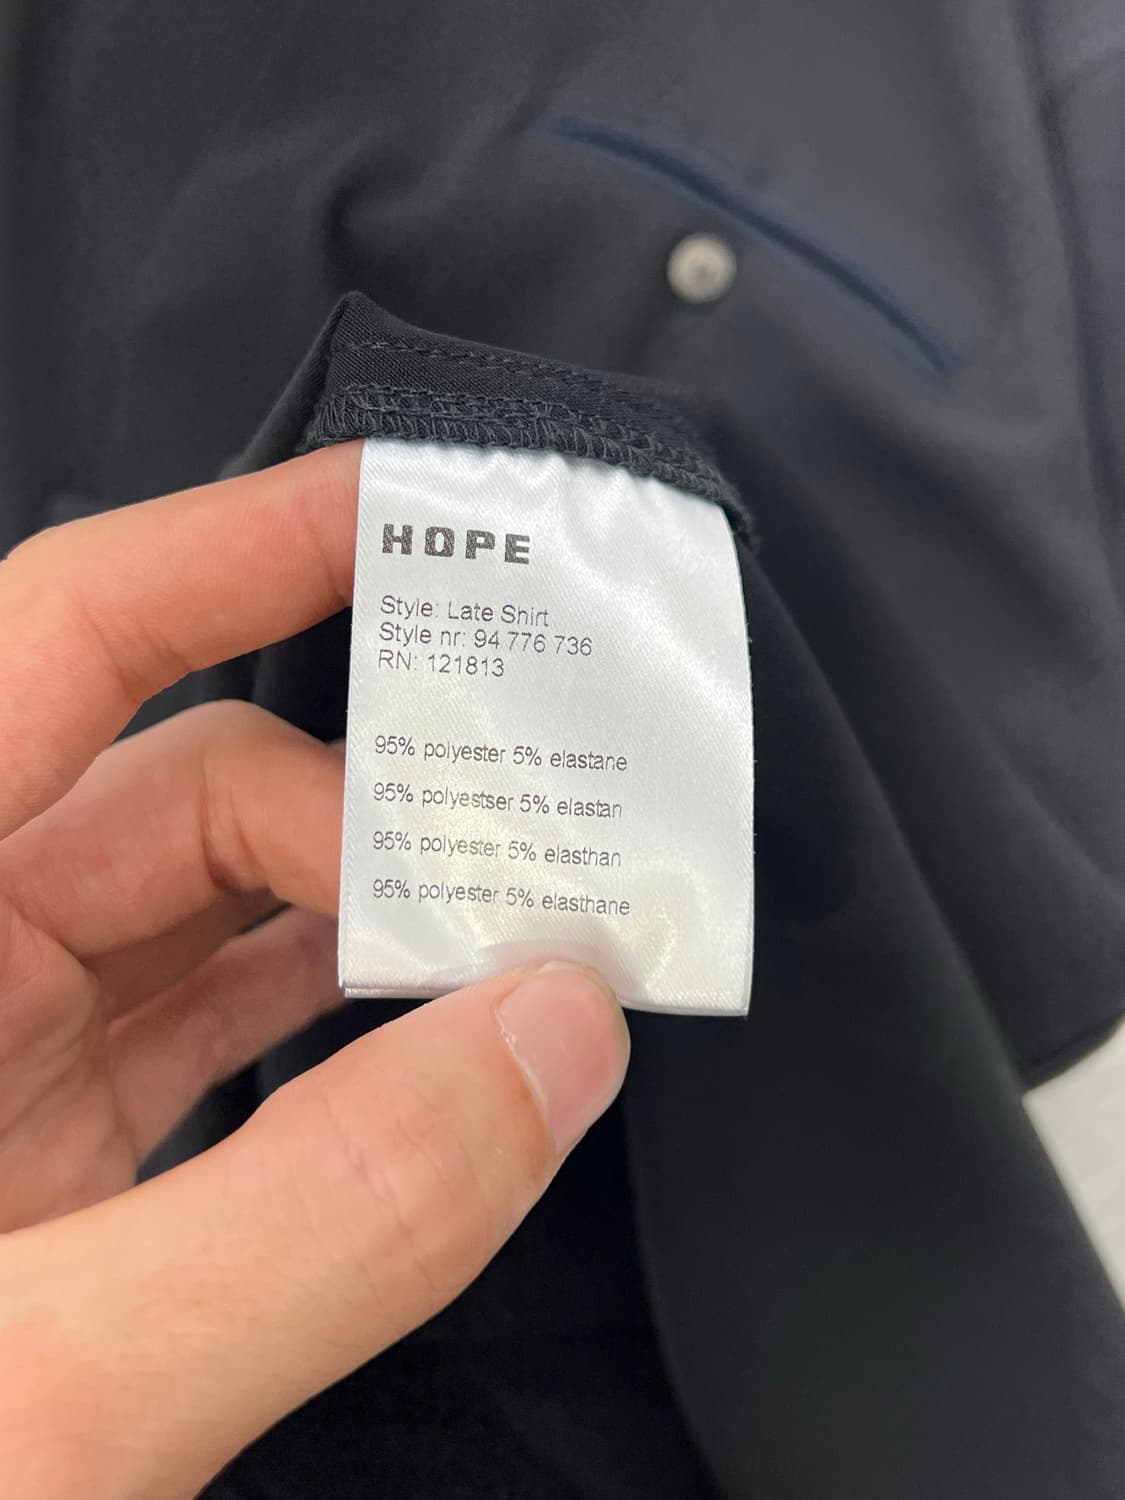 HOPE
Style: Late Shirt
Style nr: 94 776 736
RN: 121813
95% polyester 5% elastane
95% polyestser 5% elastan
95% polyester 5% elasthan
95% polyester 5% elasthane